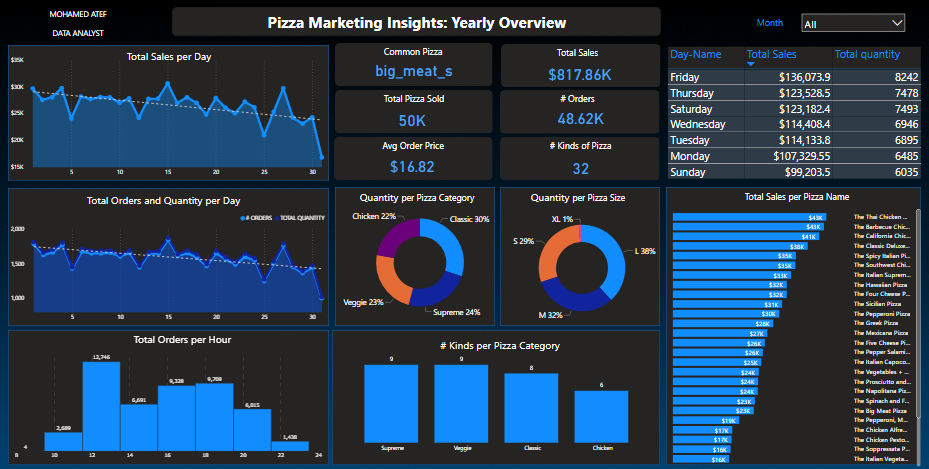 MOHAMED ATEF
DATA ANALYST
Pizza Marketing Insights: Yearly Overview
Month
All
Total Sales per Day
$35K
$30K
$25K
$20K
$15K
5 10 15 20 25 30
Common Pizza
big_meat_s
Total Sales
$817.86K
Total Pizza Sold
50K
# Orders
48.62K
Avg Order Price
$16.82
# Kinds of Pizza
32
Day-Name Total Sales Total quantity
Friday $136,073.9 8242
Thursday $123,528.5 7478
Saturday $123,182.4 7493
Wednesday $114,408.4 6946
Tuesday $114,133.8 6895
Monday $107,329.55 6485
Sunday $99,203.5 6035
Total Orders and Quantity per Day
# ORDERS TOTAL QUANTITY
2,000
1,500
1,000
5 10 15 20 25 30
Quantity per Pizza Category
Chicken 22%
Classic 30%
Veggie 23%
Supreme 24%
Quantity per Pizza Size
XL 1%
S 29%
L 38%
M 32%
Total Sales per Pizza Name
$43K The Thai Chicken ...
$43K The Barbecue Chic...
$41K The California Chic...
$38K The Classic Deluxe...
$35K The Spicy Italian Pi...
$35K The Southwest Chi...
$33K The Italian Suprem...
$32K The Hawaiian Pizza
$32K The Four Cheese P...
$31K The Sicilian Pizza
$30K The Pepperoni Pizza
$28K The Greek Pizza
$27K The Mexicana Pizza
$26K The Five Cheese Pi...
$26K The Pepper Salami...
$25K The Italian Capoco...
$24K The Vegetables + ...
$24K The Prosciutto and...
$24K The Napolitana Piz...
$23K The Spinach and F...
$23K The Big Meat Pizza
$19K The Pepperoni, M...
$17K The Chicken Alfre...
$17K The Chicken Pesto...
$16K The Soppressata P...
$16K The Italian Vegeta...
Total Orders per Hour
4
2,689
12,746
6,691
9,328
9,709
6,015
1,438
8 10 12 14 16 18 20 22 24
# Kinds per Pizza Category
9 9 8 6
Supreme Veggie Classic Chicken